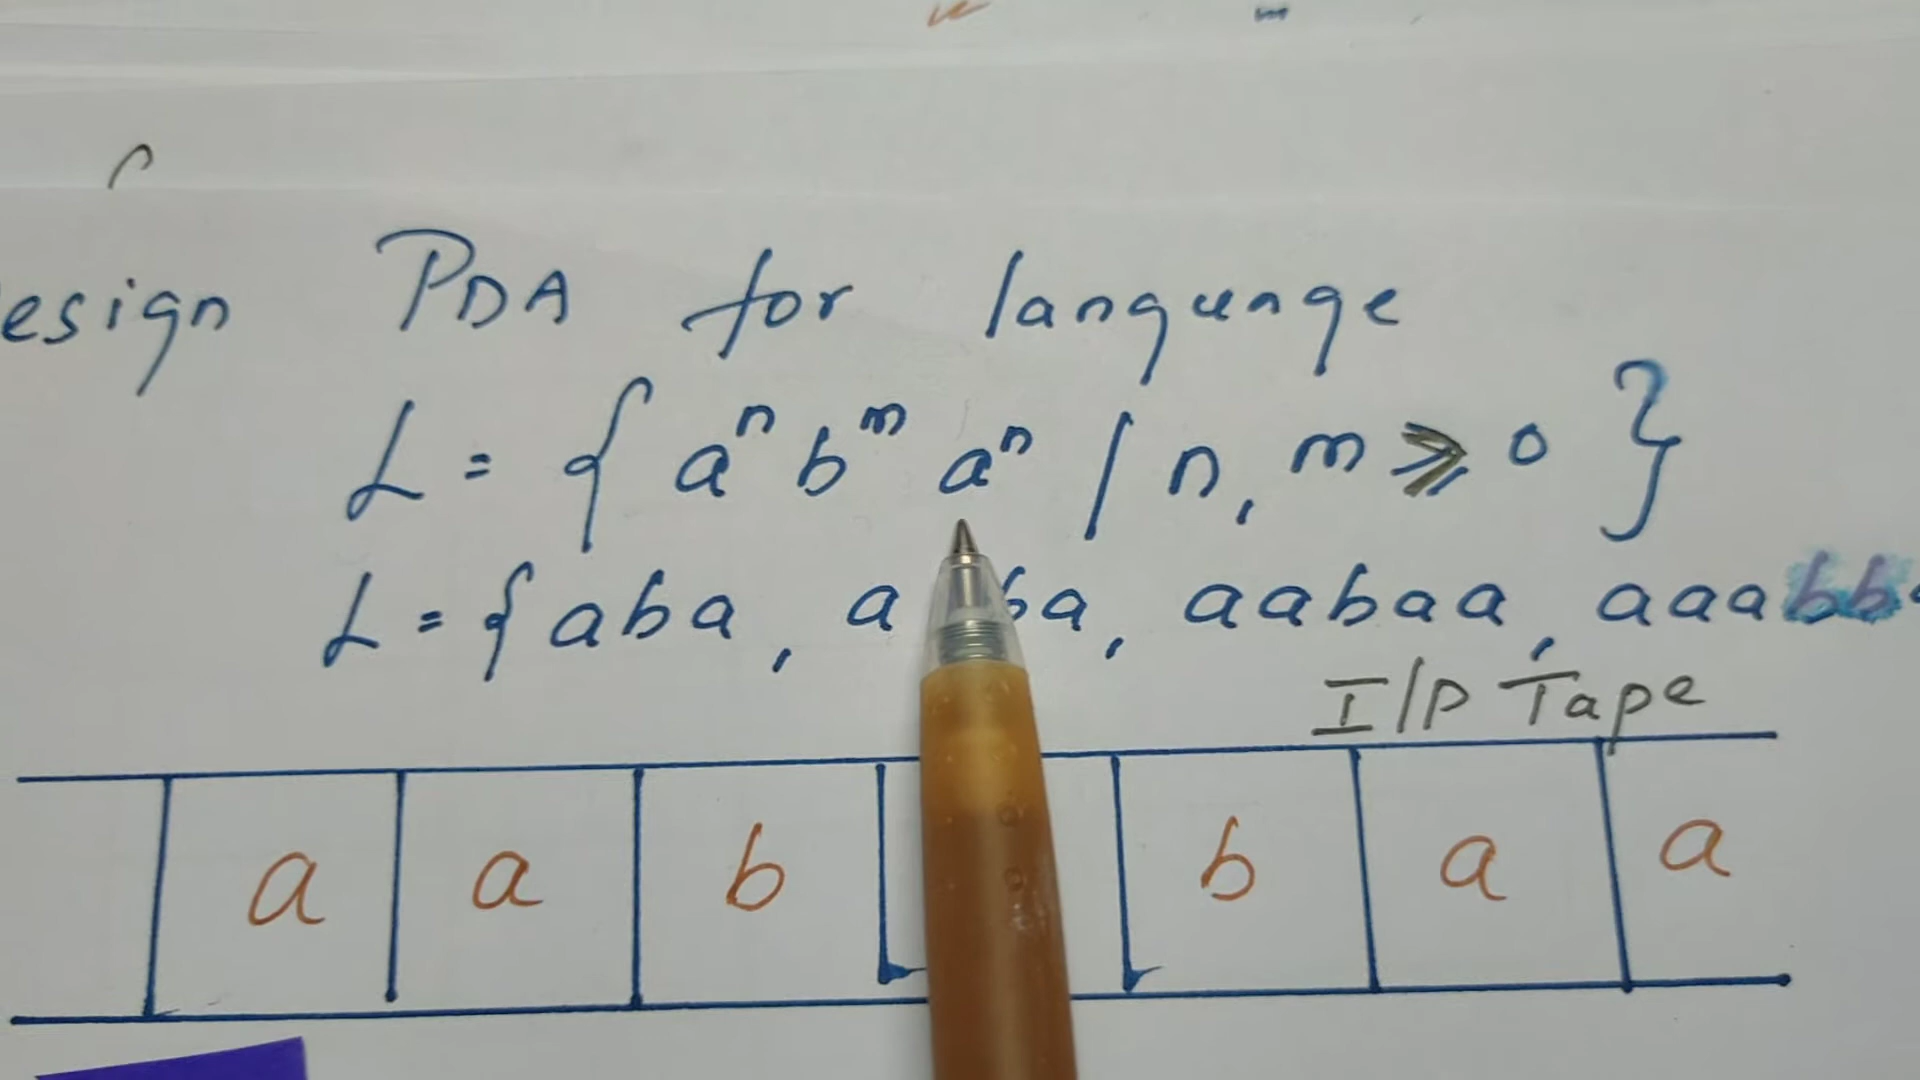 esign PDA for language
L = { aⁿ bᵐ aⁿ / n, m ⩾ 0 }
L = { aba, a ba, aabaa, aaabb
I/P Tape
a a b b a a